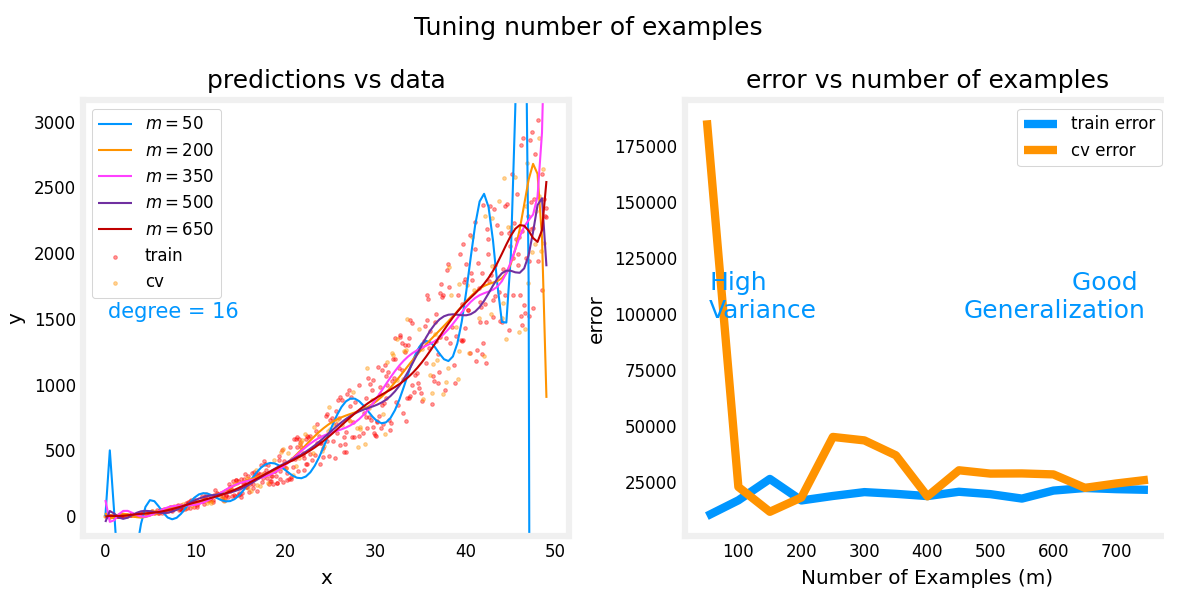 Tuning number of examples
predictions vs data
3000
2500
2000
1500
1000
500
0
y
m = 50
m = 200
m = 350
m = 500
m = 650
train
cv
degree = 16
0 10 20 30 40 50
x
error vs number of examples
175000
150000
125000
100000
75000
50000
25000
error
train error
cv error
High
Variance
Good
Generalization
100 200 300 400 500 600 700
Number of Examples (m)